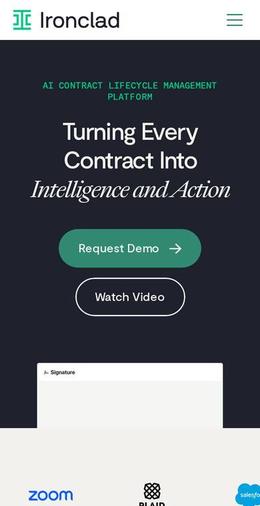 Ironclad
AI CONTRACT LIFECYCLE MANAGEMENT
PLATFORM
Turning Every
Contract Into
Intelligence and Action
Request Demo
Watch Video
Signature
zoom
PLAID